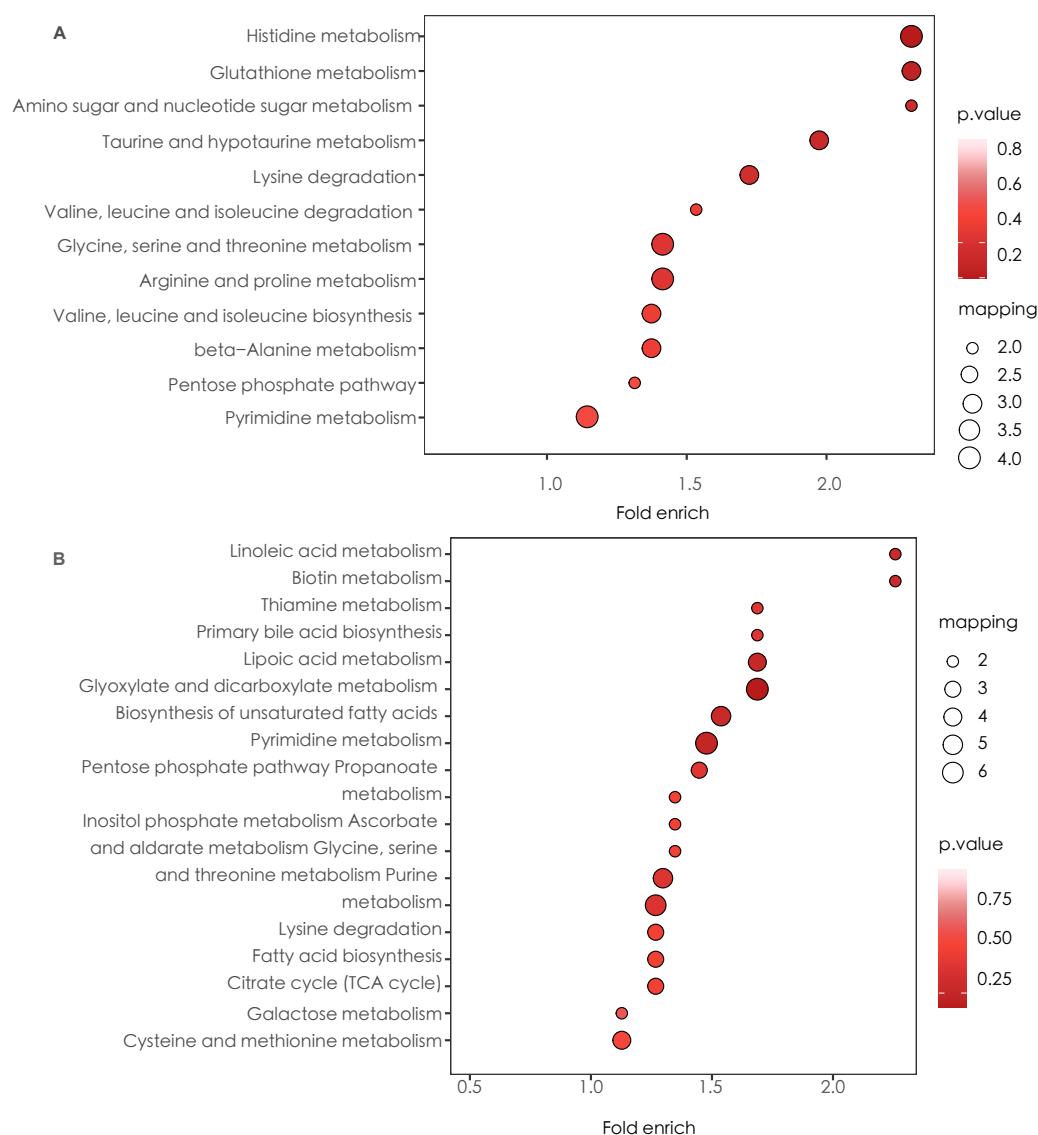 A
Histidine metabolism
Glutathione metabolism
Amino sugar and nucleotide sugar metabolism
Taurine and hypotaurine metabolism
Lysine degradation
Valine, leucine and isoleucine degradation
Glycine, serine and threonine metabolism
Arginine and proline metabolism
Valine, leucine and isoleucine biosynthesis
beta−Alanine metabolism
Pentose phosphate pathway
Pyrimidine metabolism
1.0 1.5 2.0
Fold enrich
p.value
0.8
0.6
0.4
0.2
mapping
2.0
2.5
3.0
3.5
4.0
B
Linoleic acid metabolism
Biotin metabolism
Thiamine metabolism
Primary bile acid biosynthesis
Lipoic acid metabolism
Glyoxylate and dicarboxylate metabolism
Biosynthesis of unsaturated fatty acids
Pyrimidine metabolism
Pentose phosphate pathway Propanoate
metabolism
Inositol phosphate metabolism Ascorbate
and aldarate metabolism Glycine, serine
and threonine metabolism Purine
metabolism
Lysine degradation
Fatty acid biosynthesis
Citrate cycle (TCA cycle)
Galactose metabolism
Cysteine and methionine metabolism
0.5 1.0 1.5 2.0
Fold enrich
mapping
2
3
4
5
6
p.value
0.75
0.50
0.25